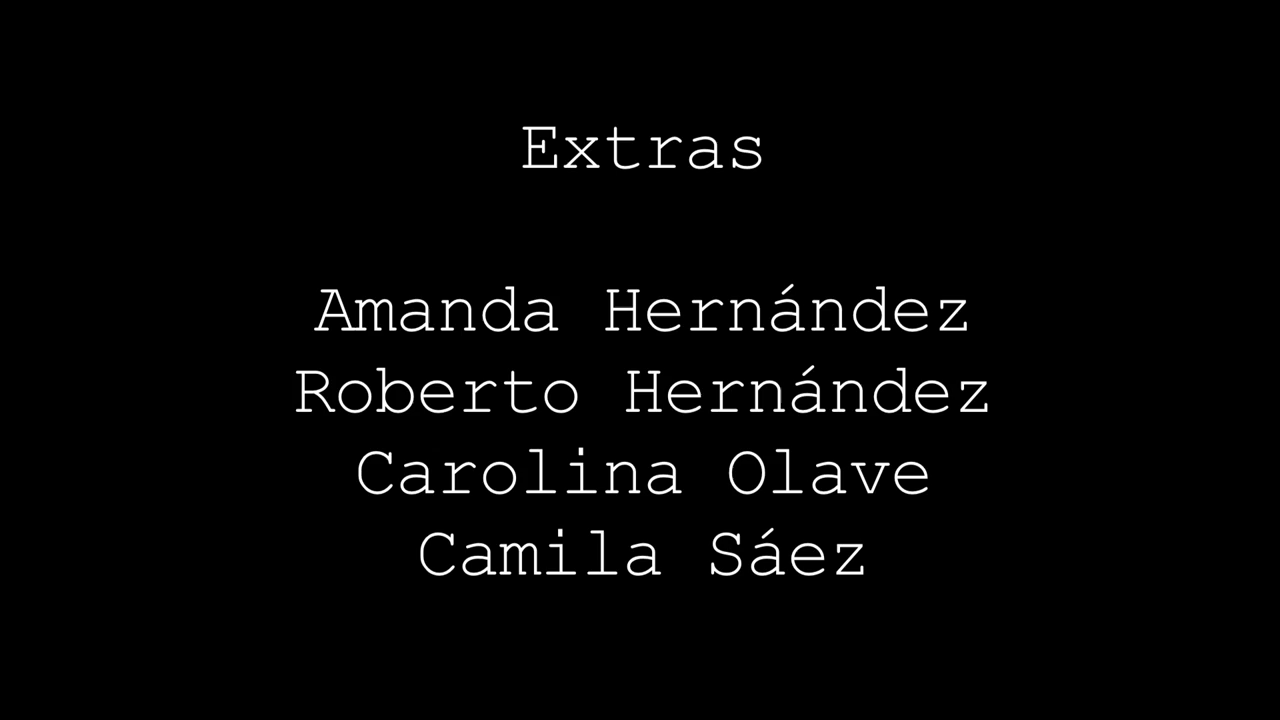 Extras
Amanda Hernández
Roberto Hernández
Carolina Olave
Camila Sáez